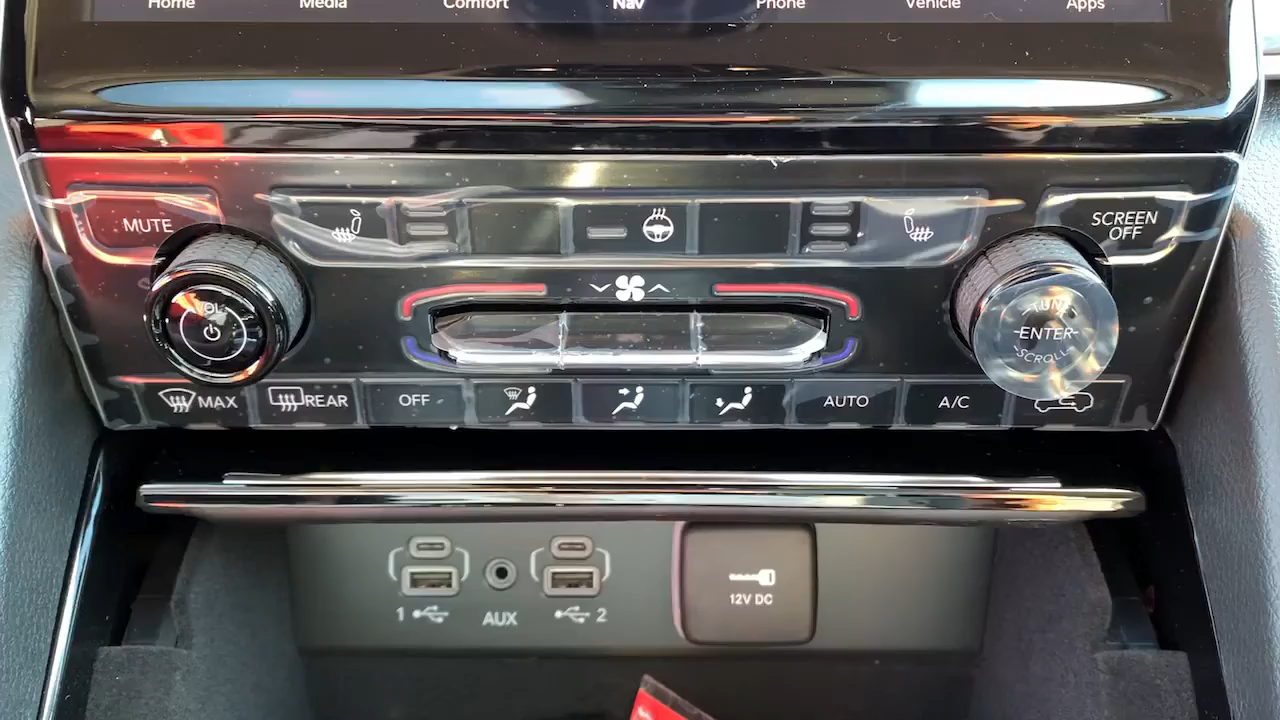 Home Media Comfort Nav Phone Vehicle Apps
MUTE
SCREEN
OFF
VOL
TUNE
ENTER
SCROLL
MAX
REAR
OFF
AUTO
A/C
1
AUX
2
12V DC